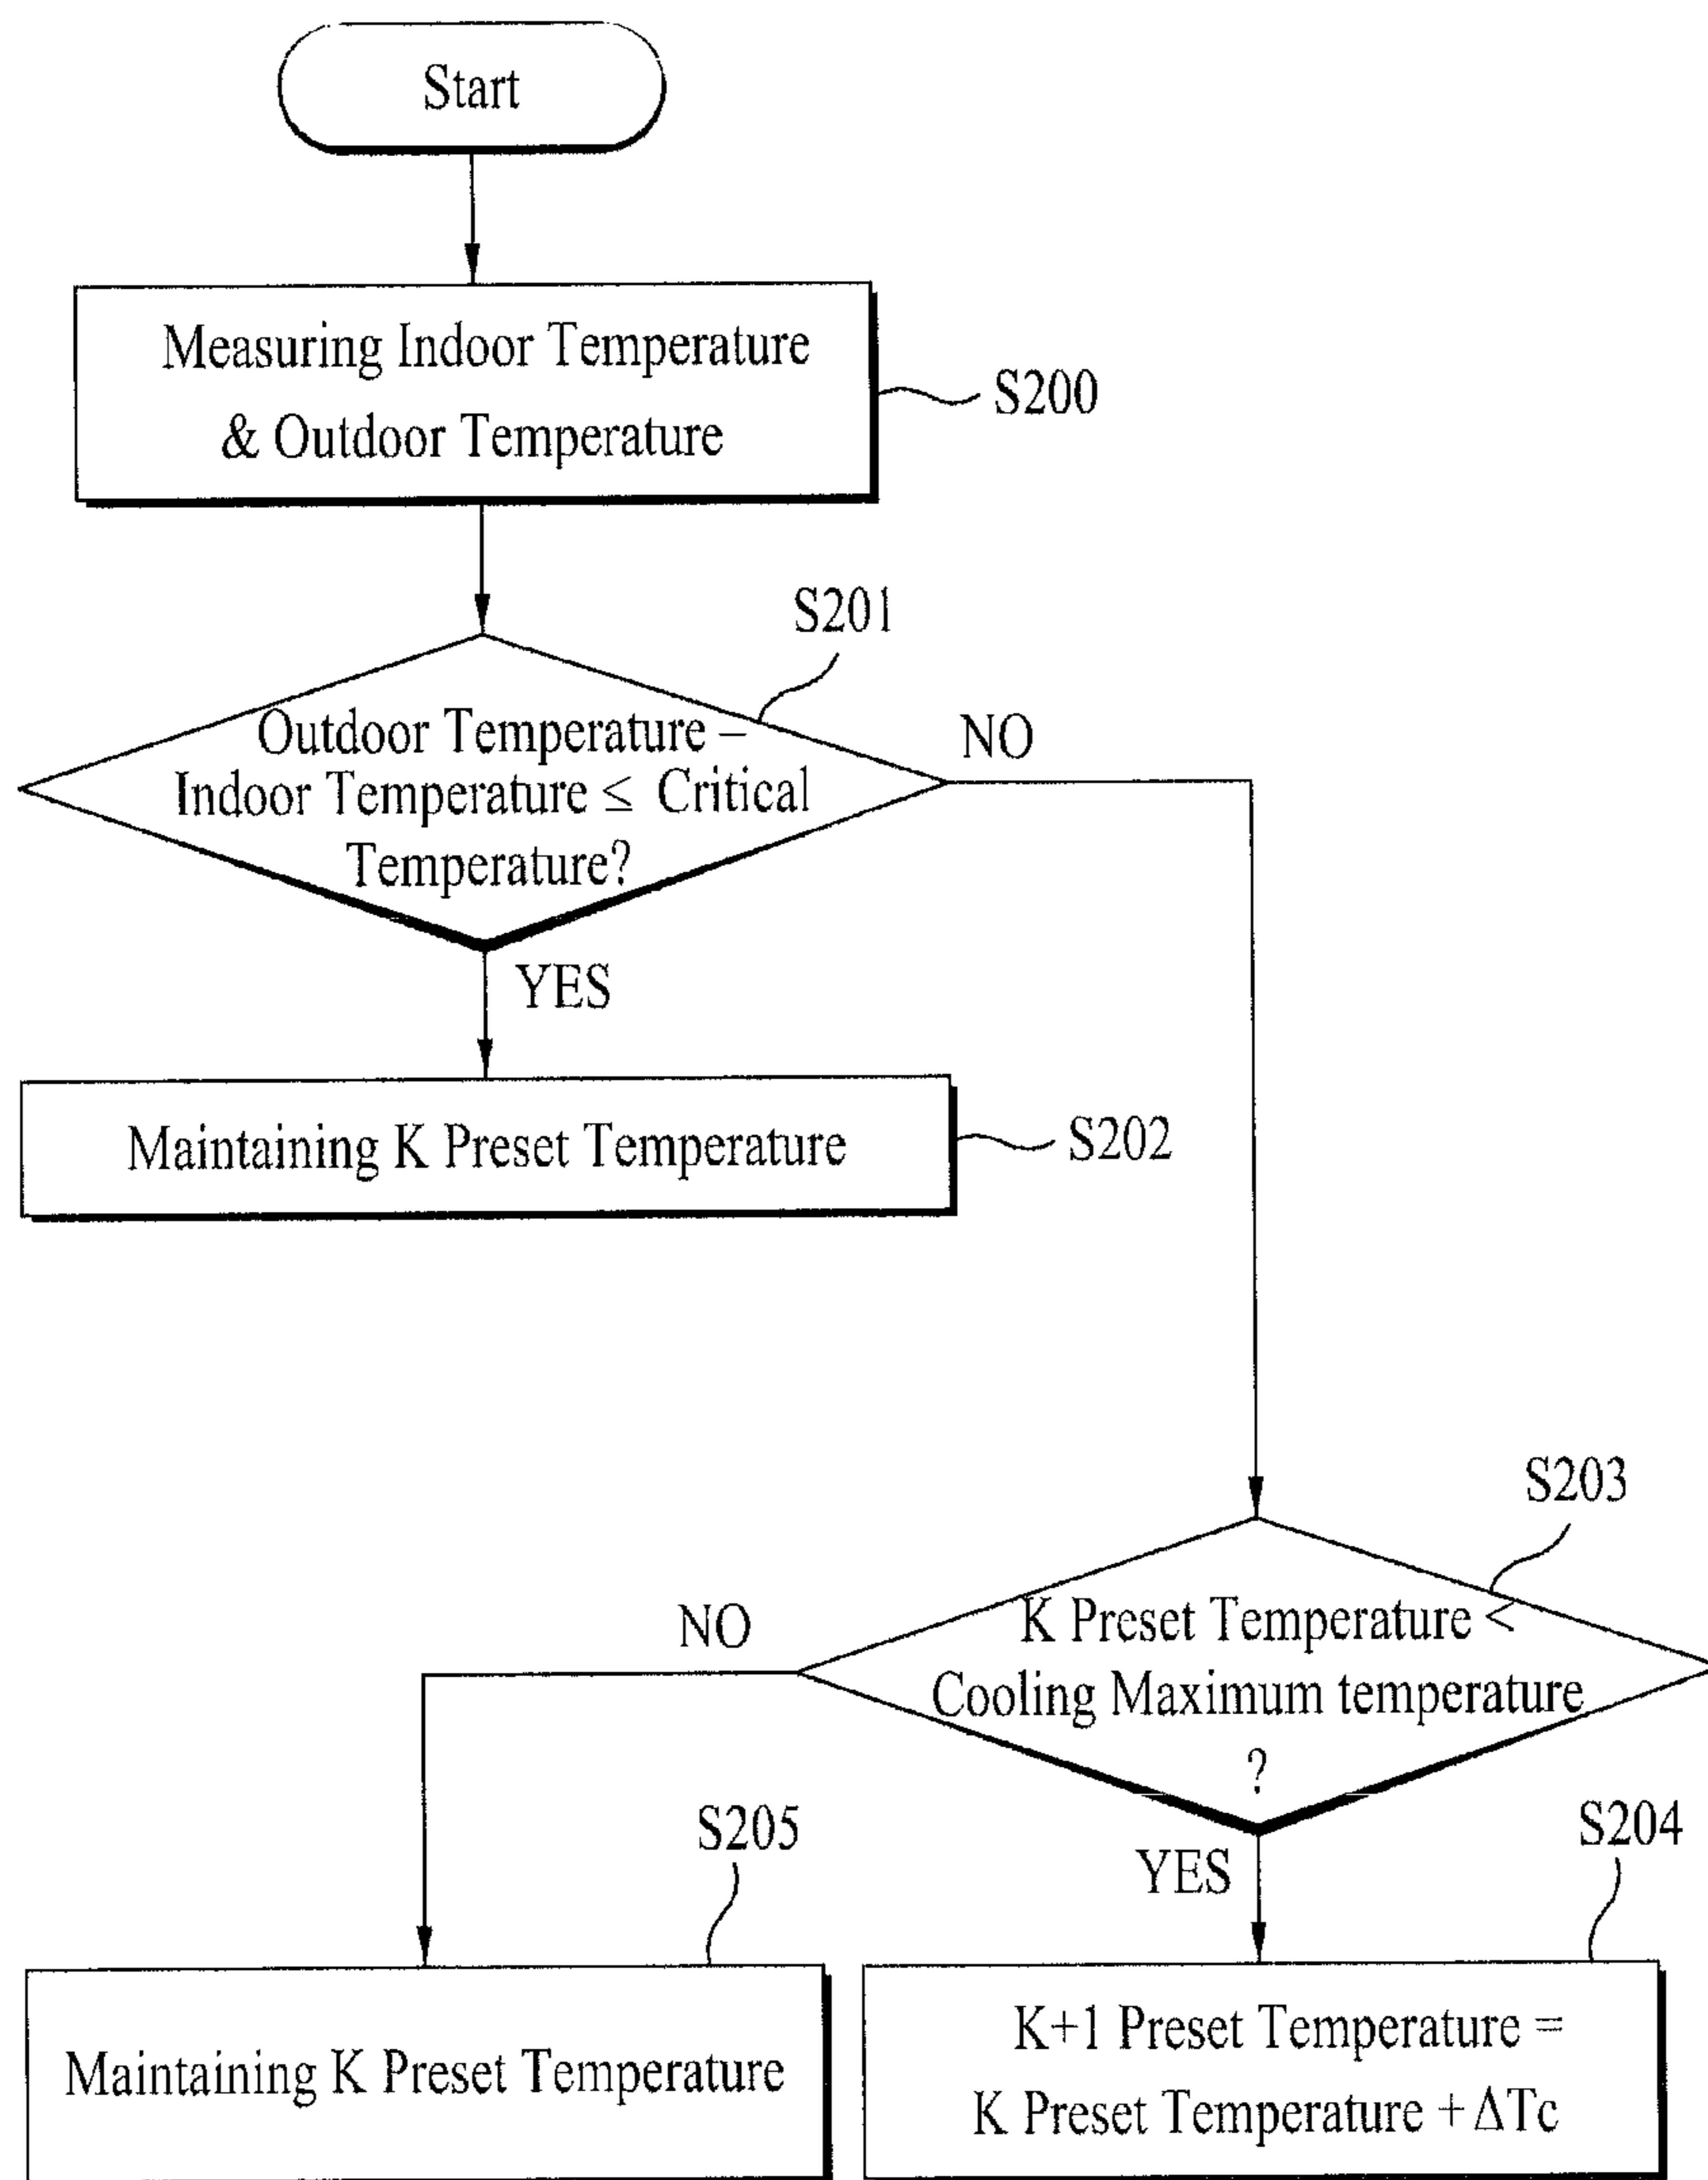 Start
Measuring Indoor Temperature
& Outdoor Temperature
S200
S201
Outdoor Temperature –
Indoor Temperature ≤ Critical
Temperature?
NO
YES
Maintaining K Preset Temperature
S202
S203
K Preset Temperature <
Cooling Maximum temperature
?
NO
YES
S205
Maintaining K Preset Temperature
S204
K+1 Preset Temperature =
K Preset Temperature + ΔTc